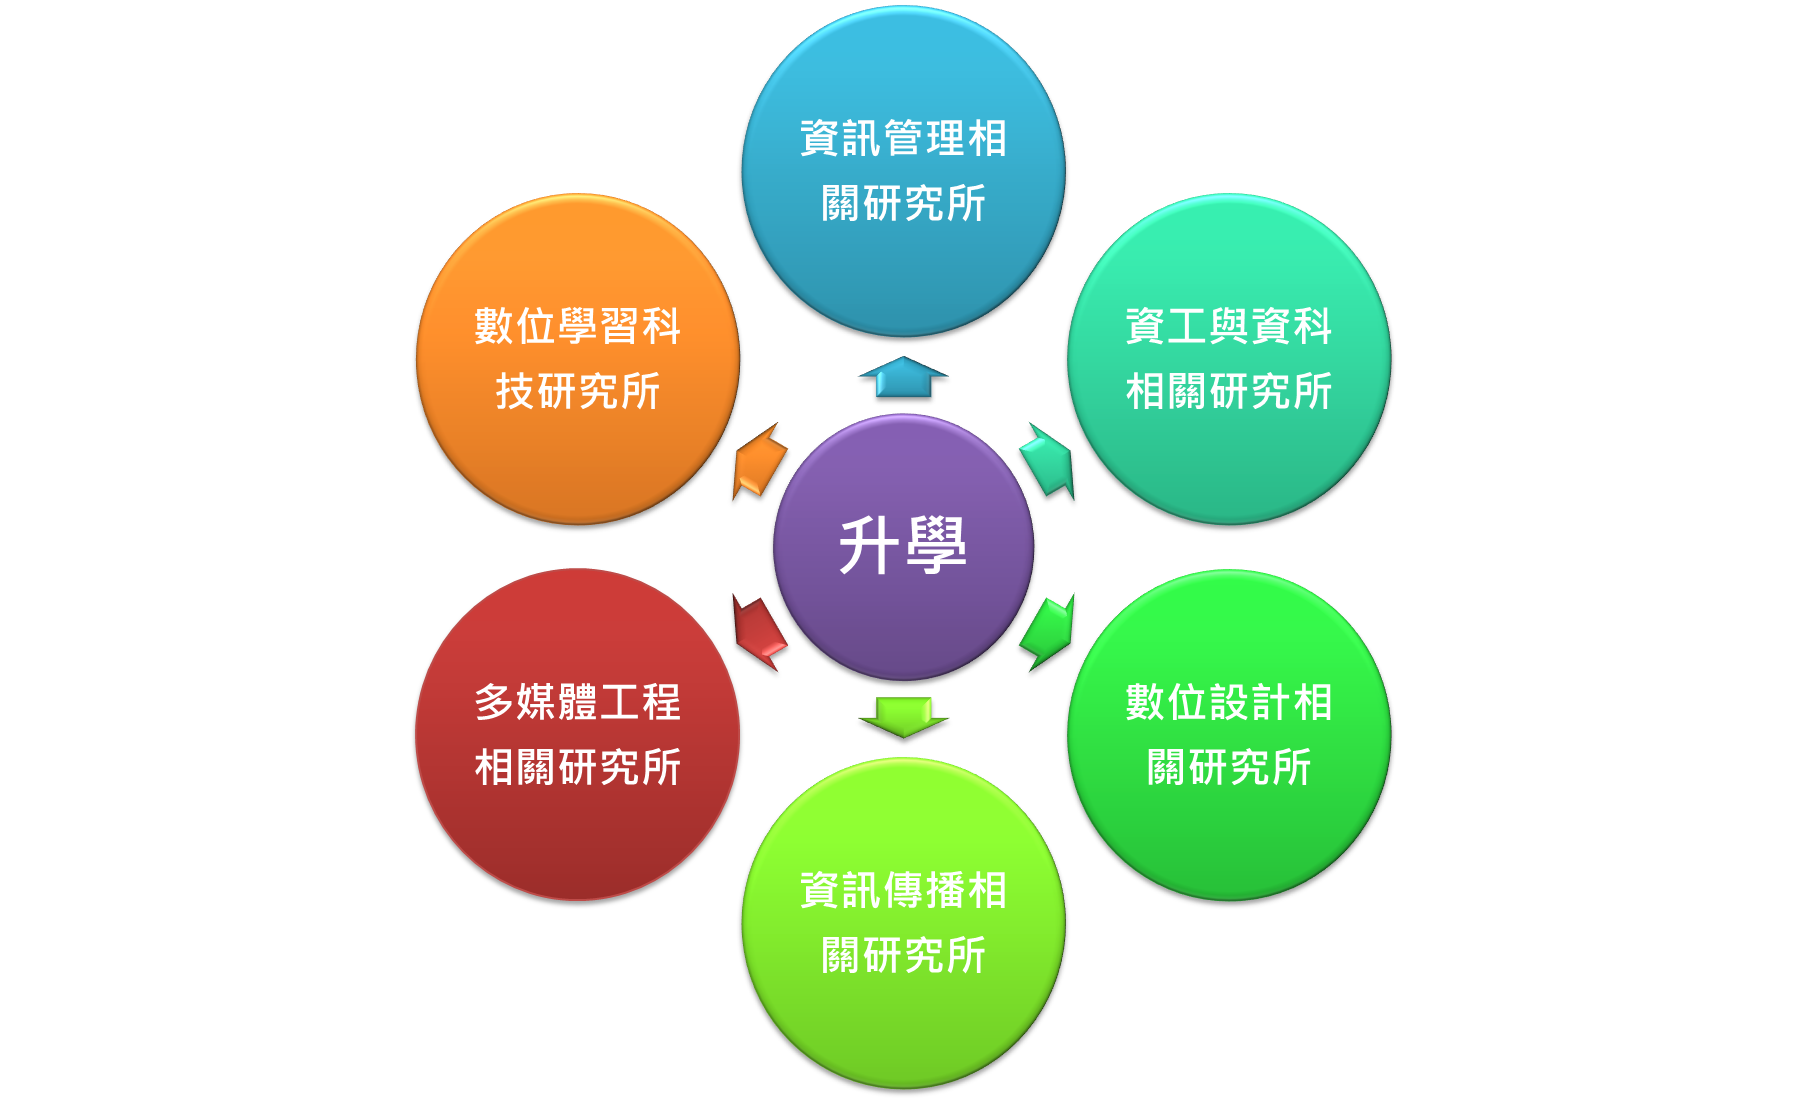 資訊管理相
關研究所
數位學習科
技研究所
資工與資科
相關研究所
升學
多媒體工程
相關研究所
數位設計相
關研究所
資訊傳播相
關研究所